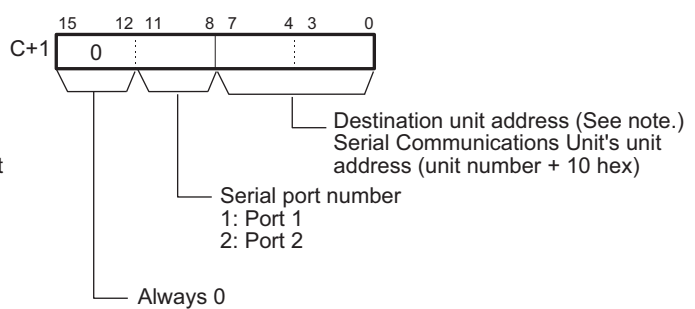 15 12 11 8 7 4 3 0
C+1 0
Destination unit address (See note.)
Serial Communications Unit's unit
address (unit number + 10 hex)
t
Serial port number
1: Port 1
2: Port 2
Always 0